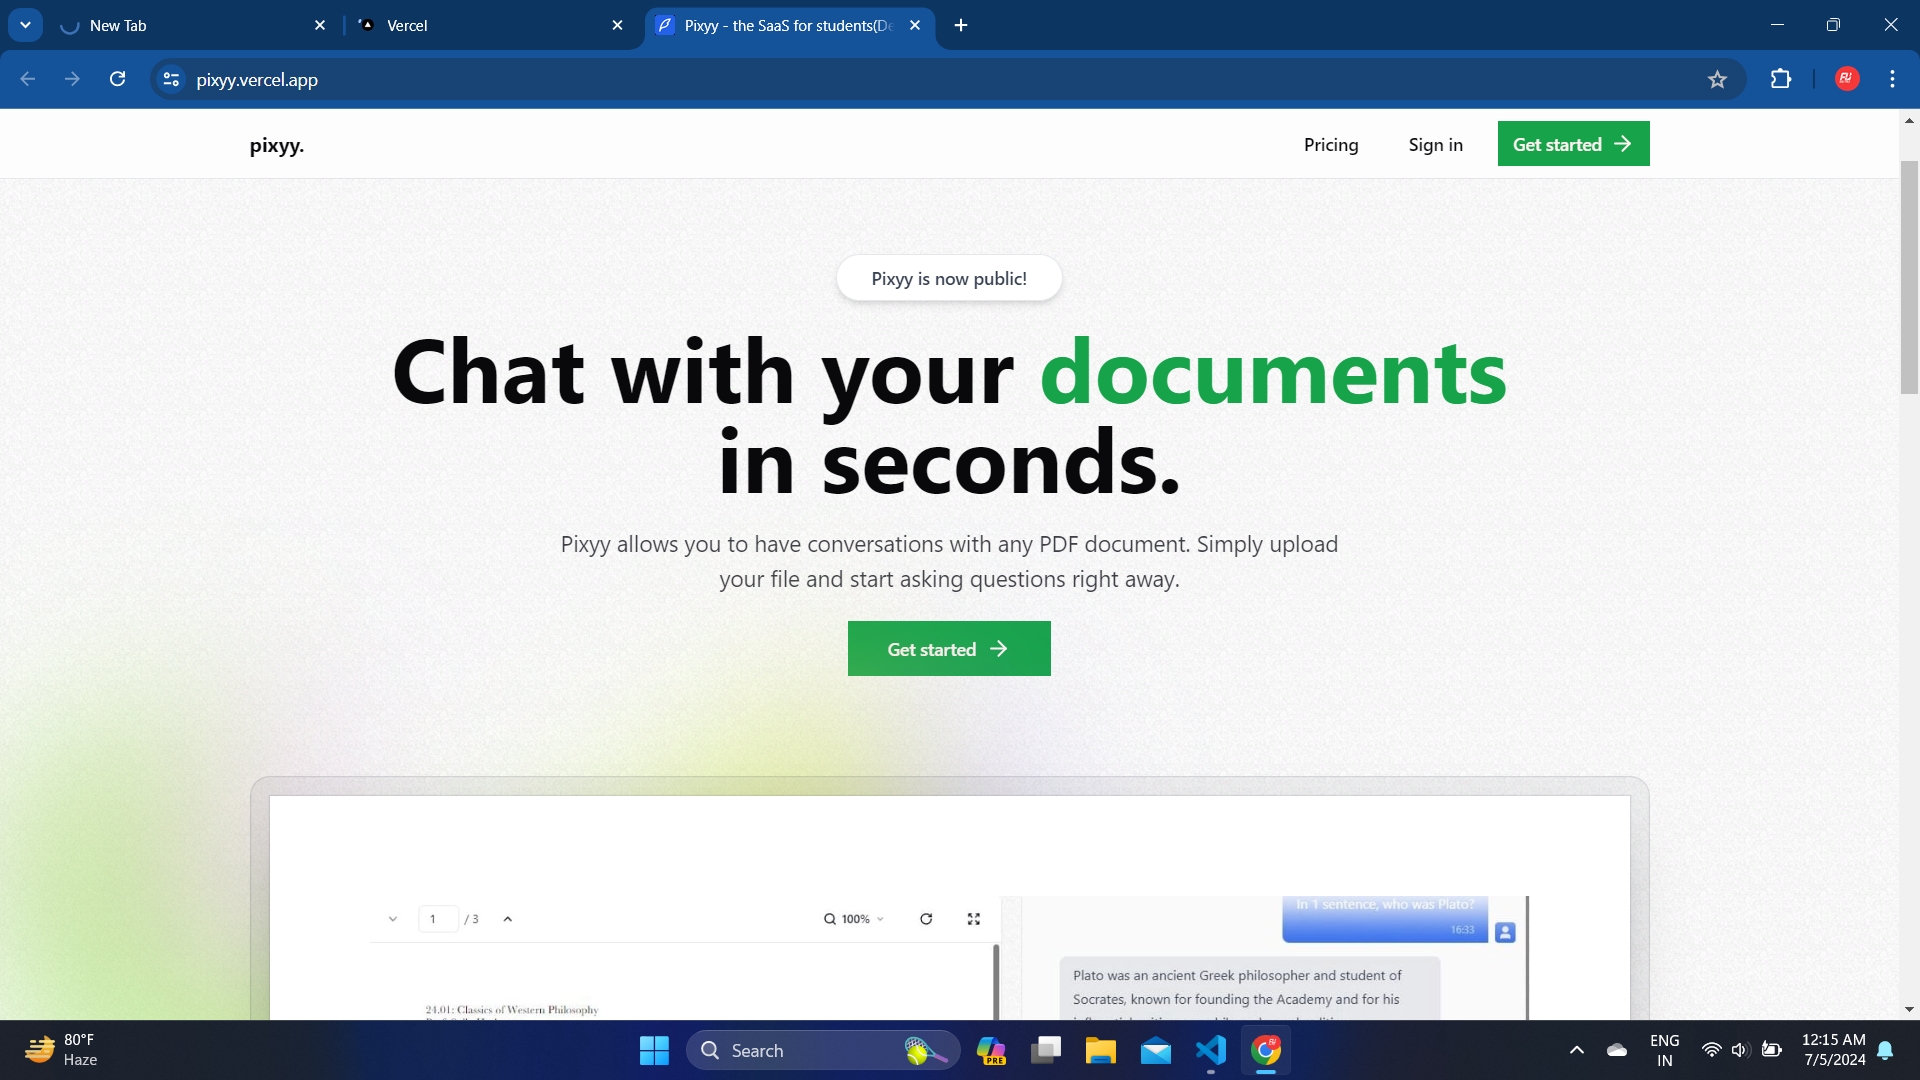 New Tab
Vercel
Pixyy - the SaaS for students(De
pixyy.vercel.app
pixyy.
Pricing
Sign in
Get started
Pixyy is now public!
Chat with your documents
in seconds.
Pixyy allows you to have conversations with any PDF document. Simply upload
your file and start asking questions right away.
Get started
1 / 3
100%
In 1 sentence, who was Plato?
16:33
Plato was an ancient Greek philosopher and student of
Socrates, known for founding the Academy and for his
24.01: Classics of Western Philosophy
80°F
Haze
Search
PRE
ENG
IN
12:15 AM
7/5/2024